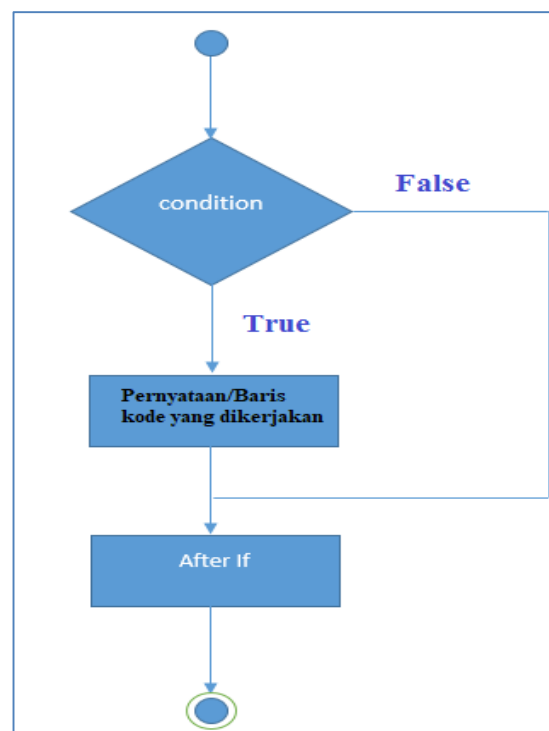 condition
False
True
Pernyataan/Baris
kode yang dikerjakan
After If